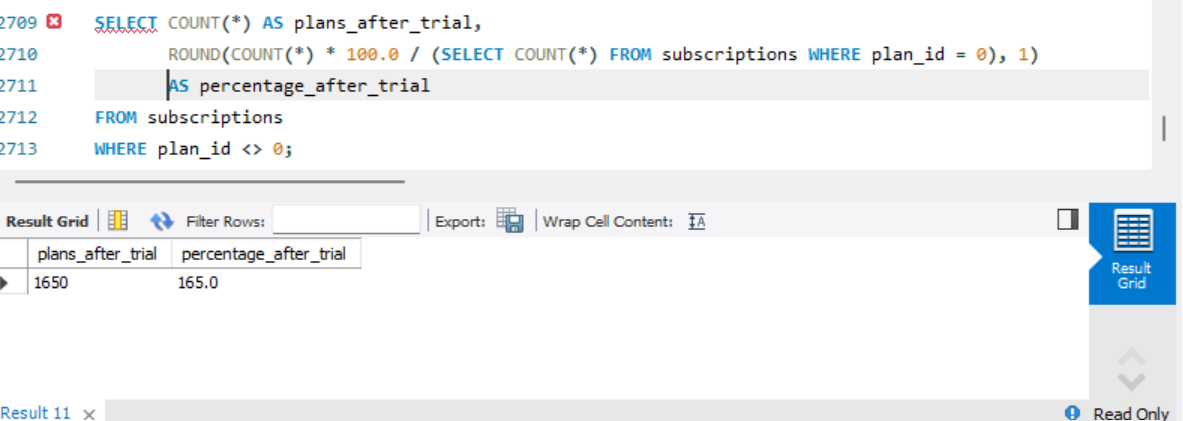 2709 SELECT COUNT(*) AS plans_after_trial,
2710 ROUND(COUNT(*) * 100.0 / (SELECT COUNT(*) FROM subscriptions WHERE plan_id = 0), 1)
2711 AS percentage_after_trial
2712 FROM subscriptions
2713 WHERE plan_id <> 0;
Result Grid Filter Rows: Export: Wrap Cell Content: IA
plans_after_trial percentage_after_trial
1650 165.0
Result
Grid
Result 11 × Read Only